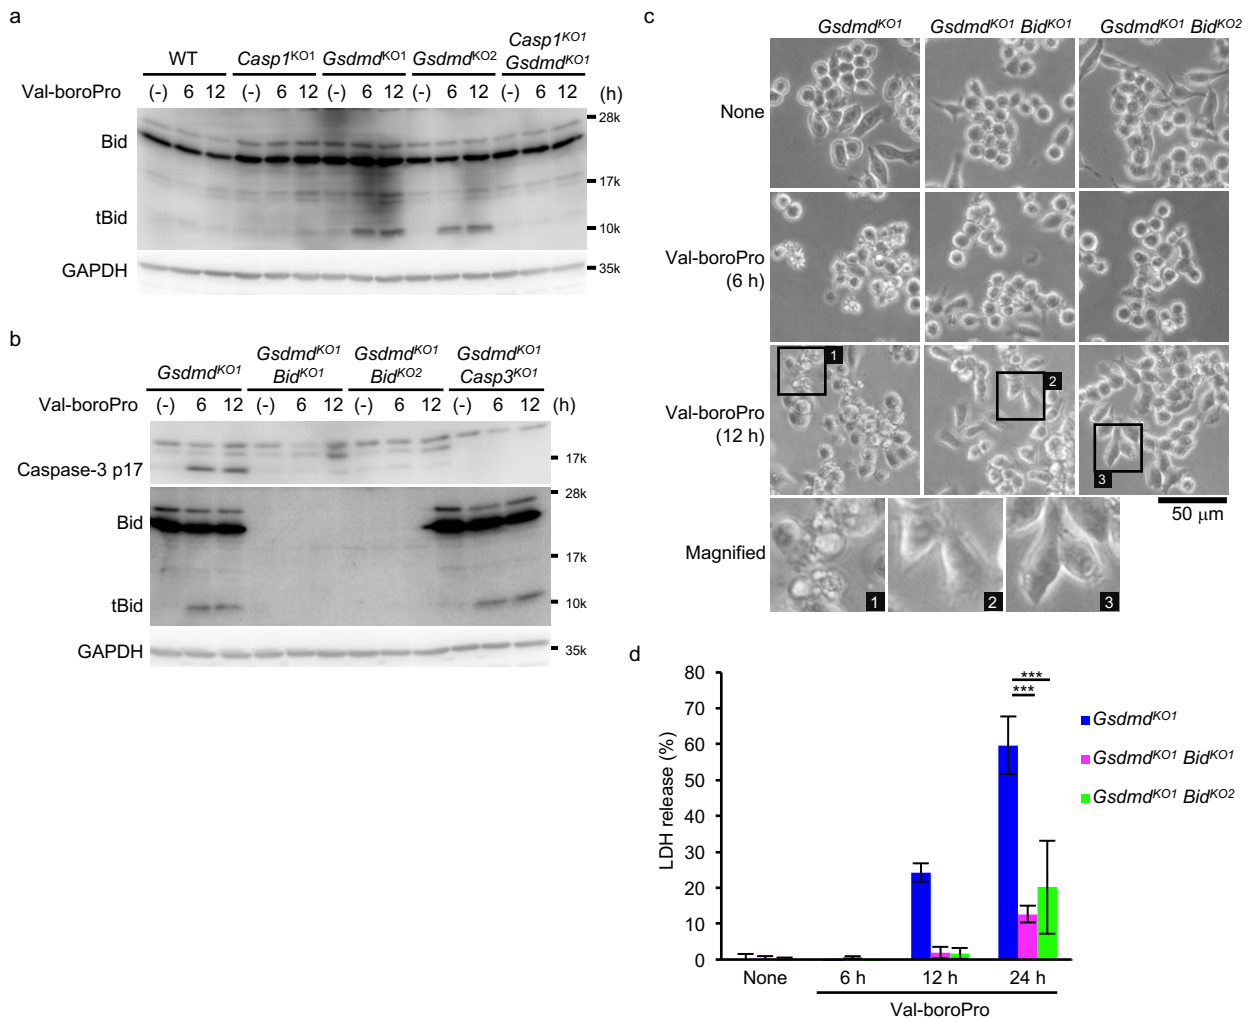 a
WT Casp1KO1 GsdmdKO1 GsdmdKO2 Casp1KO1 GsdmdKO1
Val-boroPro (-) 6 12 (-) 6 12 (-) 6 12 (-) 6 12 (-) 6 12 (h)
28k
Bid
17k
tBid
10k
GAPDH
35k
b
GsdmdKO1 GsdmdKO1 BidKO1 GsdmdKO1 BidKO2 GsdmdKO1 Casp3KO1
Val-boroPro (-) 6 12 (-) 6 12 (-) 6 12 (-) 6 12 (h)
17k
Caspase-3 p17
28k
Bid
17k
tBid
10k
GAPDH
35k
c
GsdmdKO1 GsdmdKO1 BidKO1 GsdmdKO1 BidKO2
None
Val-boroPro
(6 h)
1
2
Val-boroPro
(12 h)
3
50 μm
Magnified
1 2 3
d
80
70
60
50
40
30
20
10
0
LDH release (%)
*** 
***
GsdmdKO1
GsdmdKO1 BidKO1
GsdmdKO1 BidKO2
None 6 h 12 h 24 h
Val-boroPro